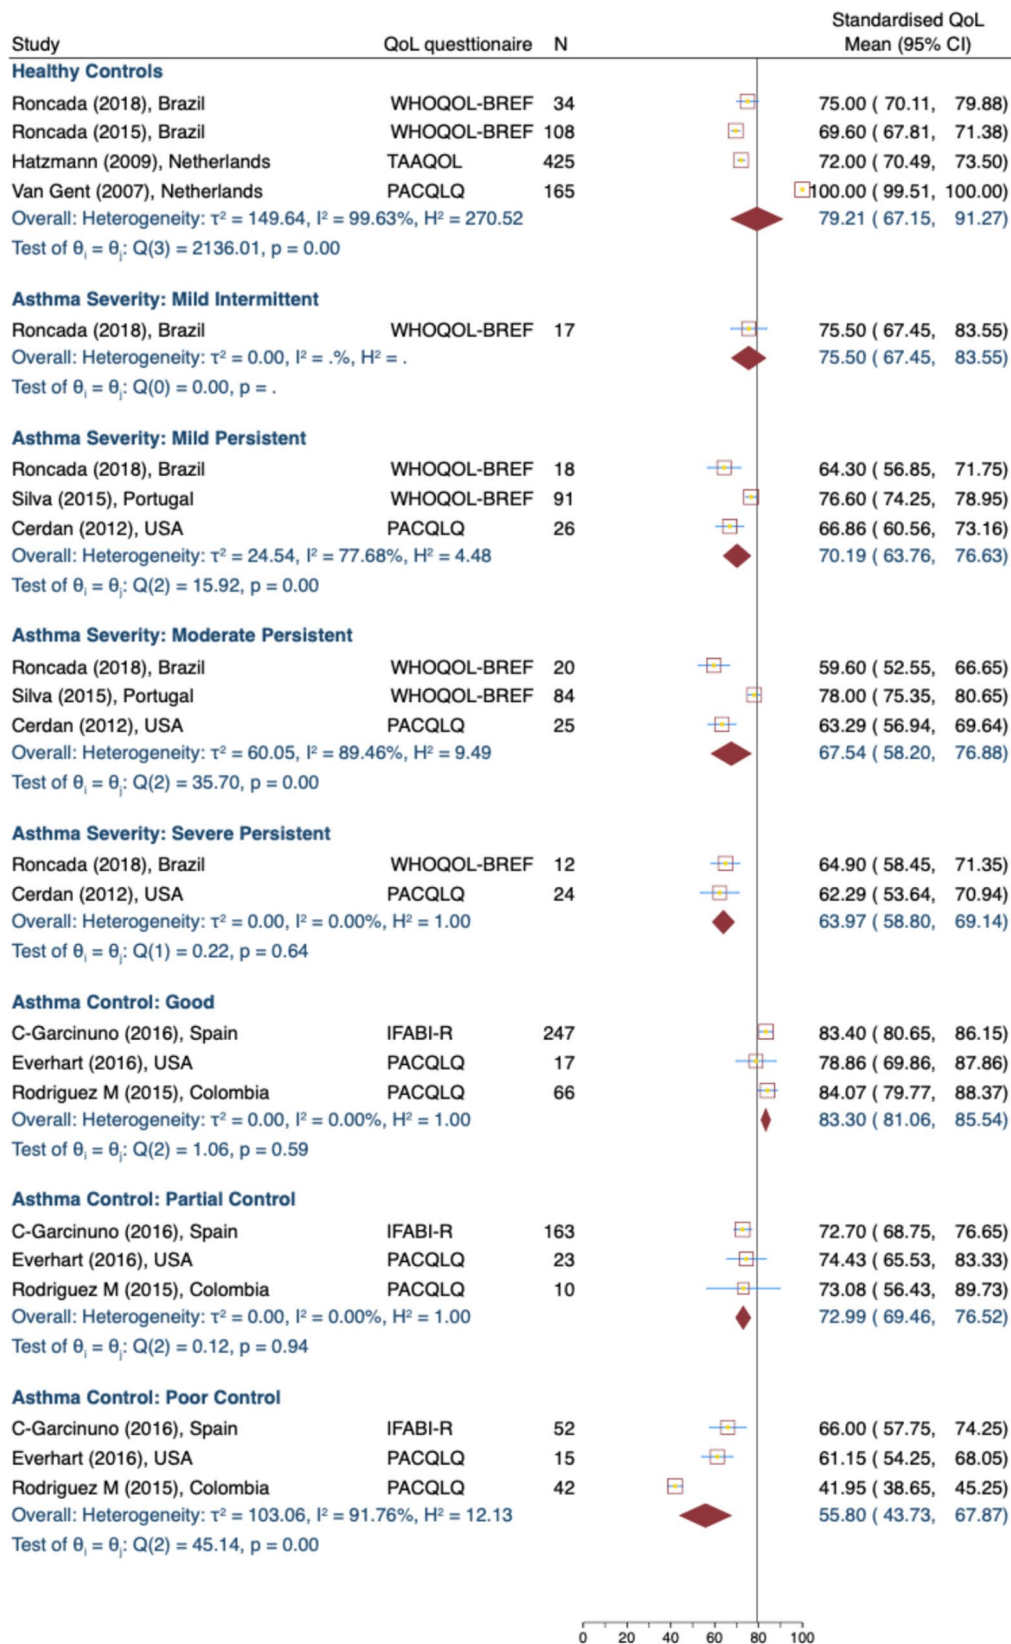 Standardised QoL
Study QoL questtionaire N Mean (95% CI)
Healthy Controls
Roncada (2018), Brazil WHOQOL-BREF 34 75.00 ( 70.11, 79.88)
Roncada (2015), Brazil WHOQOL-BREF 108 69.60 ( 67.81, 71.38)
Hatzmann (2009), Netherlands TAAQOL 425 72.00 ( 70.49, 73.50)
Van Gent (2007), Netherlands PACQLQ 165 100.00 ( 99.51, 100.00)
Overall: Heterogeneity: τ² = 149.64, I² = 99.63%, H² = 270.52 79.21 ( 67.15, 91.27)
Test of θᵢ = θⱼ: Q(3) = 2136.01, p = 0.00
Asthma Severity: Mild Intermittent
Roncada (2018), Brazil WHOQOL-BREF 17 75.50 ( 67.45, 83.55)
Overall: Heterogeneity: τ² = 0.00, I² = .%, H² = . 75.50 ( 67.45, 83.55)
Test of θᵢ = θⱼ: Q(0) = 0.00, p = .
Asthma Severity: Mild Persistent
Roncada (2018), Brazil WHOQOL-BREF 18 64.30 ( 56.85, 71.75)
Silva (2015), Portugal WHOQOL-BREF 91 76.60 ( 74.25, 78.95)
Cerdan (2012), USA PACQLQ 26 66.86 ( 60.56, 73.16)
Overall: Heterogeneity: τ² = 24.54, I² = 77.68%, H² = 4.48 70.19 ( 63.76, 76.63)
Test of θᵢ = θⱼ: Q(2) = 15.92, p = 0.00
Asthma Severity: Moderate Persistent
Roncada (2018), Brazil WHOQOL-BREF 20 59.60 ( 52.55, 66.65)
Silva (2015), Portugal WHOQOL-BREF 84 78.00 ( 75.35, 80.65)
Cerdan (2012), USA PACQLQ 25 63.29 ( 56.94, 69.64)
Overall: Heterogeneity: τ² = 60.05, I² = 89.46%, H² = 9.49 67.54 ( 58.20, 76.88)
Test of θᵢ = θⱼ: Q(2) = 35.70, p = 0.00
Asthma Severity: Severe Persistent
Roncada (2018), Brazil WHOQOL-BREF 12 64.90 ( 58.45, 71.35)
Cerdan (2012), USA PACQLQ 24 62.29 ( 53.64, 70.94)
Overall: Heterogeneity: τ² = 0.00, I² = 0.00%, H² = 1.00 63.97 ( 58.80, 69.14)
Test of θᵢ = θⱼ: Q(1) = 0.22, p = 0.64
Asthma Control: Good
C-Garcinuno (2016), Spain IFABI-R 247 83.40 ( 80.65, 86.15)
Everhart (2016), USA PACQLQ 17 78.86 ( 69.86, 87.86)
Rodriguez M (2015), Colombia PACQLQ 66 84.07 ( 79.77, 88.37)
Overall: Heterogeneity: τ² = 0.00, I² = 0.00%, H² = 1.00 83.30 ( 81.06, 85.54)
Test of θᵢ = θⱼ: Q(2) = 1.06, p = 0.59
Asthma Control: Partial Control
C-Garcinuno (2016), Spain IFABI-R 163 72.70 ( 68.75, 76.65)
Everhart (2016), USA PACQLQ 23 74.43 ( 65.53, 83.33)
Rodriguez M (2015), Colombia PACQLQ 10 73.08 ( 56.43, 89.73)
Overall: Heterogeneity: τ² = 0.00, I² = 0.00%, H² = 1.00 72.99 ( 69.46, 76.52)
Test of θᵢ = θⱼ: Q(2) = 0.12, p = 0.94
Asthma Control: Poor Control
C-Garcinuno (2016), Spain IFABI-R 52 66.00 ( 57.75, 74.25)
Everhart (2016), USA PACQLQ 15 61.15 ( 54.25, 68.05)
Rodriguez M (2015), Colombia PACQLQ 42 41.95 ( 38.65, 45.25)
Overall: Heterogeneity: τ² = 103.06, I² = 91.76%, H² = 12.13 55.80 ( 43.73, 67.87)
Test of θᵢ = θⱼ: Q(2) = 45.14, p = 0.00
0 20 40 60 80 100